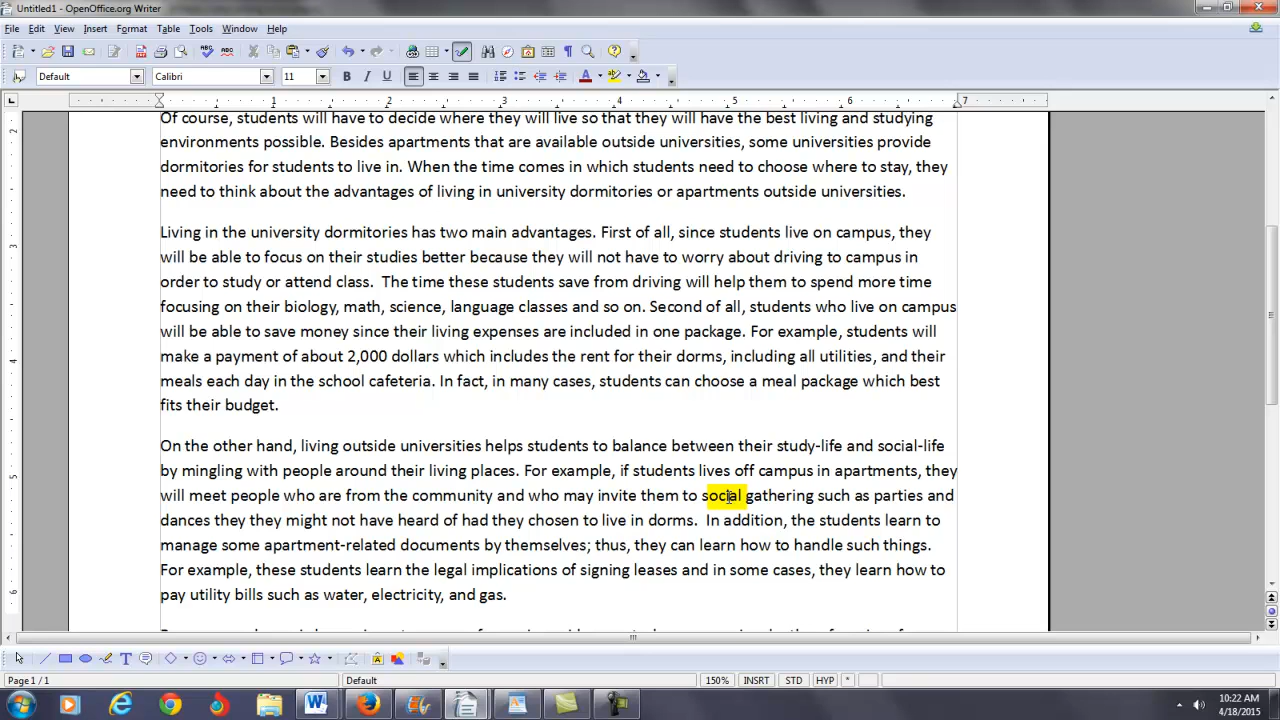 Untitled1 - OpenOffice.org Writer
File Edit View Insert Format Table Tools Window Help
Default Calibri 11 B I U
1 2 3 4 5 6 7
Of course, students will have to decide where they will live so that they will have the best living and studying
environments possible. Besides apartments that are available outside universities, some universities provide
dormitories for students to live in. When the time comes in which students need to choose where to stay, they
need to think about the advantages of living in university dormitories or apartments outside universities.
Living in the university dormitories has two main advantages. First of all, since students live on campus, they
will be able to focus on their studies better because they will not have to worry about driving to campus in
order to study or attend class.  The time these students save from driving will help them to spend more time
focusing on their biology, math, science, language classes and so on. Second of all, students who live on campus
will be able to save money since their living expenses are included in one package. For example, students will
make a payment of about 2,000 dollars which includes the rent for their dorms, including all utilities, and their
meals each day in the school cafeteria. In fact, in many cases, students can choose a meal package which best
fits their budget.
On the other hand, living outside universities helps students to balance between their study-life and social-life
by mingling with people around their living places. For example, if students lives off campus in apartments, they
will meet people who are from the community and who may invite them to social gathering such as parties and
dances they they might not have heard of had they chosen to live in dorms.  In addition, the students learn to
manage some apartment-related documents by themselves; thus, they can learn how to handle such things.
For example, these students learn the legal implications of signing leases and in some cases, they learn how to
pay utility bills such as water, electricity, and gas.
Page 1 / 1 Default 150% INSRT STD HYP *
10:22 AM
4/18/2015